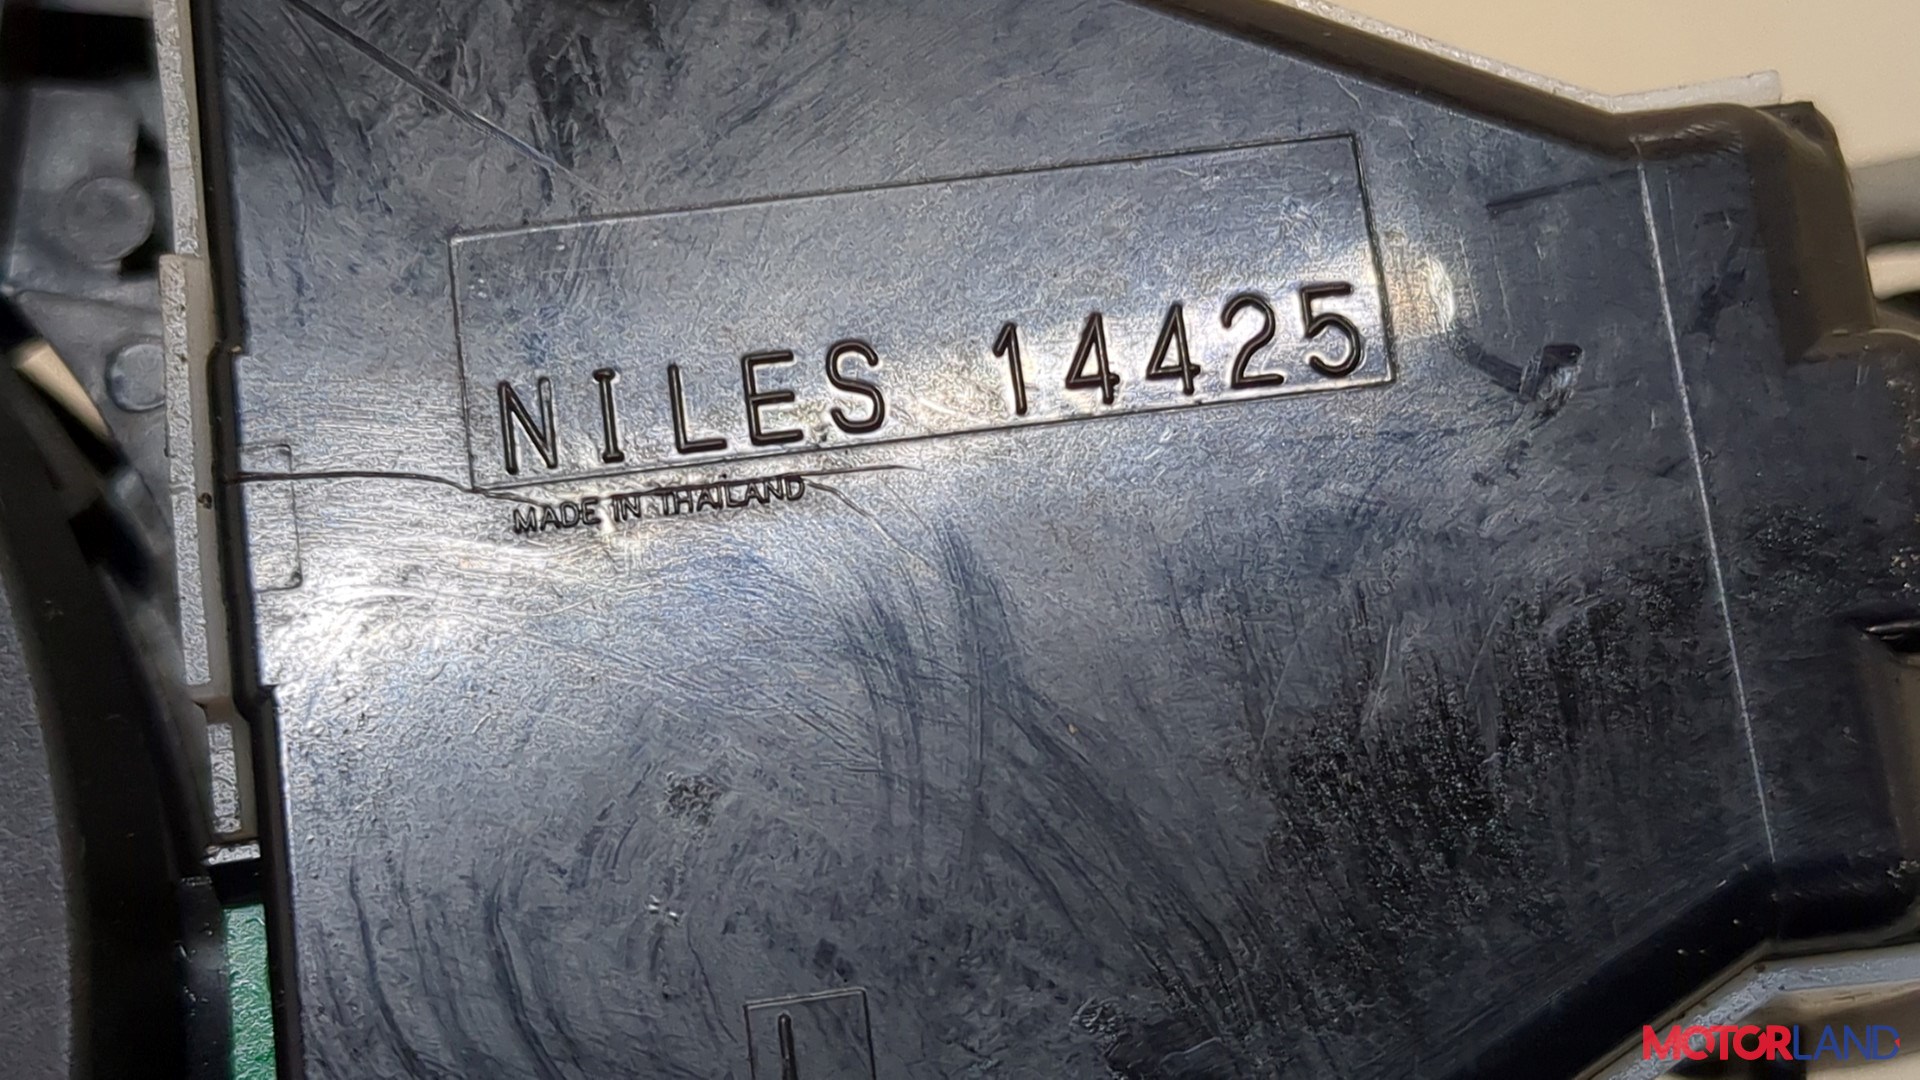 NILES 14425
MADE IN THAILAND
MOTORLAND